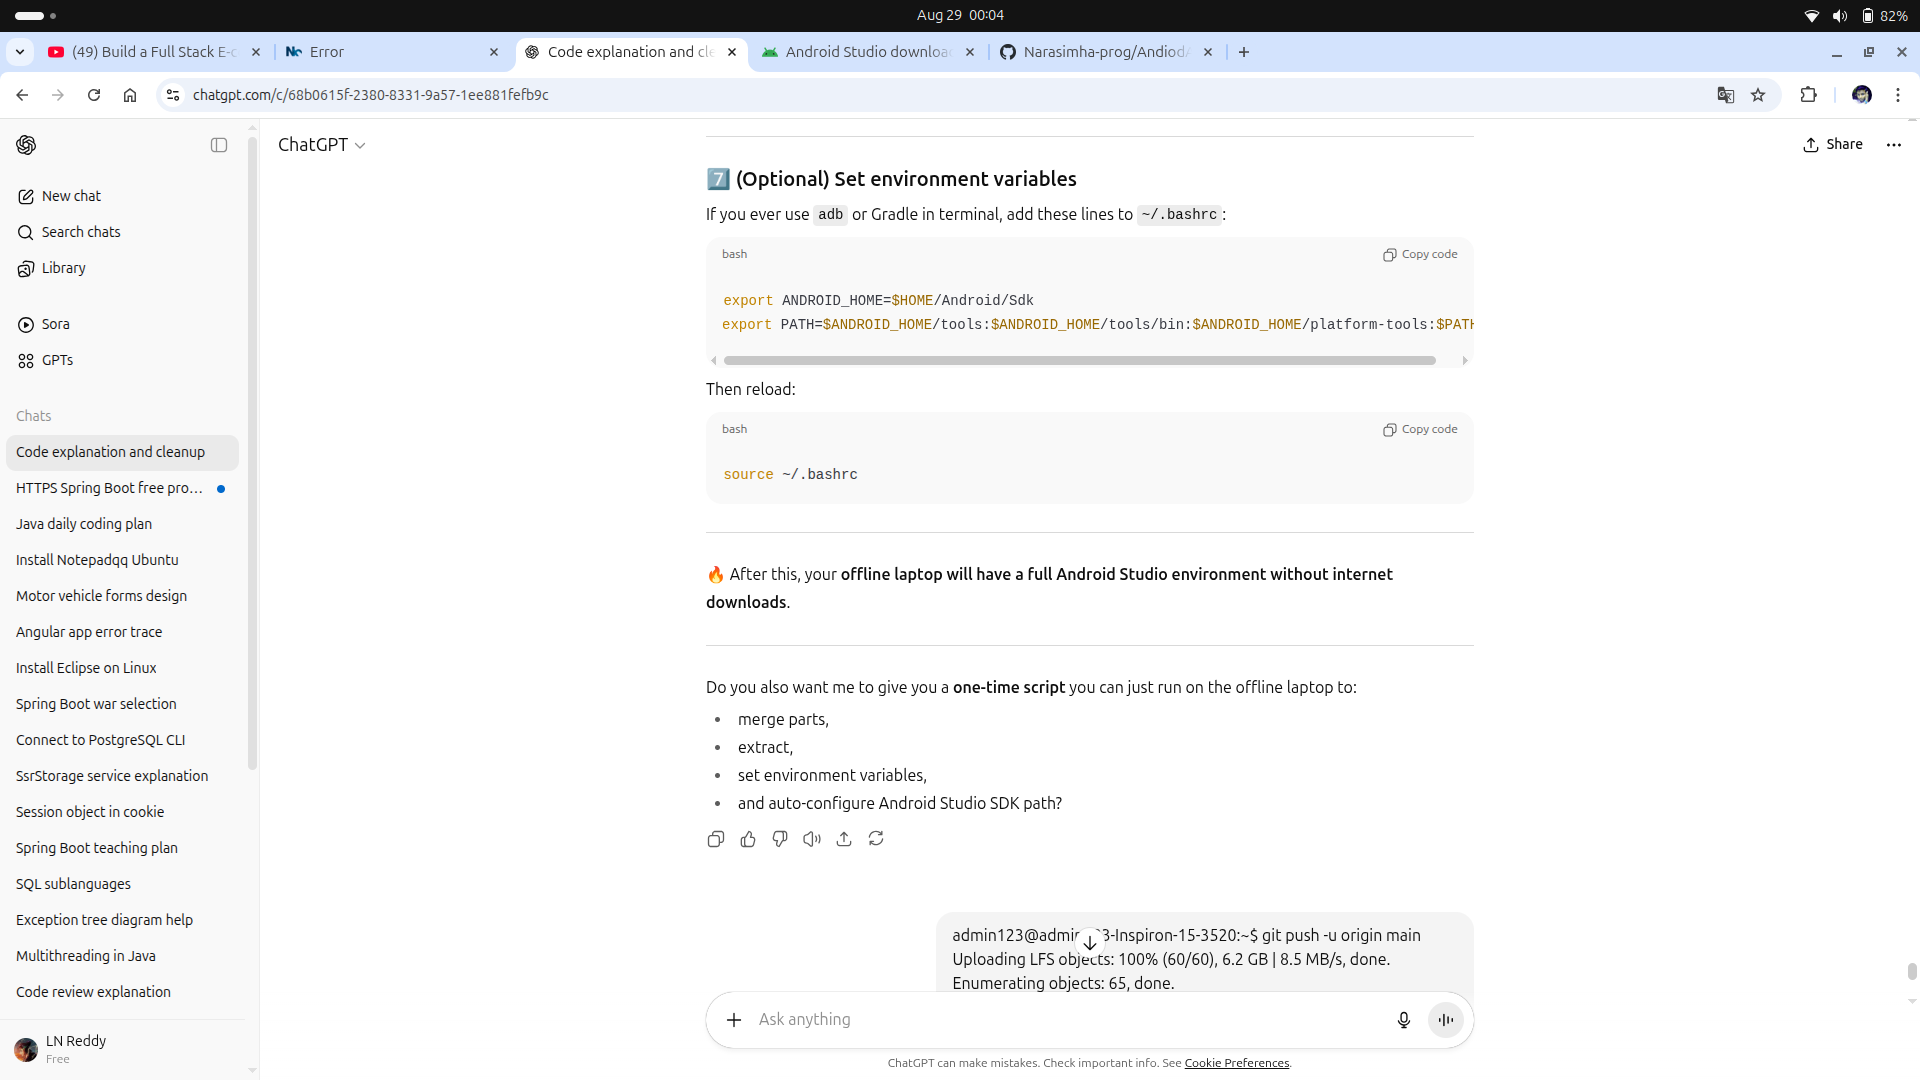 Aug 29 00:04
82%
(49) Build a Full Stack E-c
Error
Code explanation and cle
Android Studio downloa
Narasimha-prog/Andiod
chatgpt.com/c/68b0615f-2380-8331-9a57-1ee881fefb9c
ChatGPT
Share
New chat
Search chats
Library
Sora
GPTs
Chats
Code explanation and cleanup
HTTPS Spring Boot free pro...
Java daily coding plan
Install Notepadqq Ubuntu
Motor vehicle forms design
Angular app error trace
Install Eclipse on Linux
Spring Boot war selection
Connect to PostgreSQL CLI
SsrStorage service explanation
Session object in cookie
Spring Boot teaching plan
SQL sublanguages
Exception tree diagram help
Multithreading in Java
Code review explanation
LN Reddy
Free
7 (Optional) Set environment variables
If you ever use adb or Gradle in terminal, add these lines to ~/.bashrc:
bash
Copy code
export ANDROID_HOME=$HOME/Android/Sdk
export PATH=$ANDROID_HOME/tools:$ANDROID_HOME/tools/bin:$ANDROID_HOME/platform-tools:$PATH
Then reload:
bash
Copy code
source ~/.bashrc
🔥 After this, your offline laptop will have a full Android Studio environment without internet
downloads.
Do you also want me to give you a one-time script you can just run on the offline laptop to:
• merge parts,
• extract,
• set environment variables,
• and auto-configure Android Studio SDK path?
admin123@admin123-Inspiron-15-3520:~$ git push -u origin main
Uploading LFS objects: 100% (60/60), 6.2 GB | 8.5 MB/s, done.
Enumerating objects: 65, done.
Ask anything
ChatGPT can make mistakes. Check important info. See Cookie Preferences.